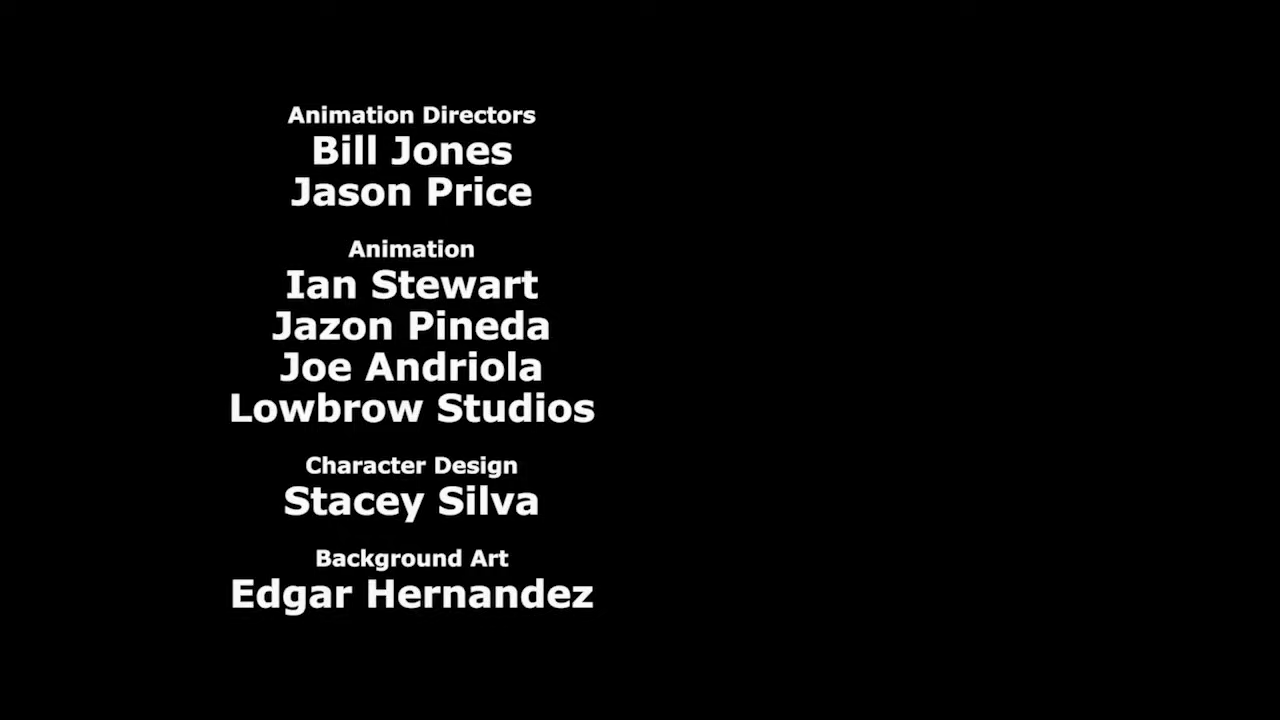 Animation Directors
Bill Jones
Jason Price
Animation
Ian Stewart
Jazon Pineda
Joe Andriola
Lowbrow Studios
Character Design
Stacey Silva
Background Art
Edgar Hernandez